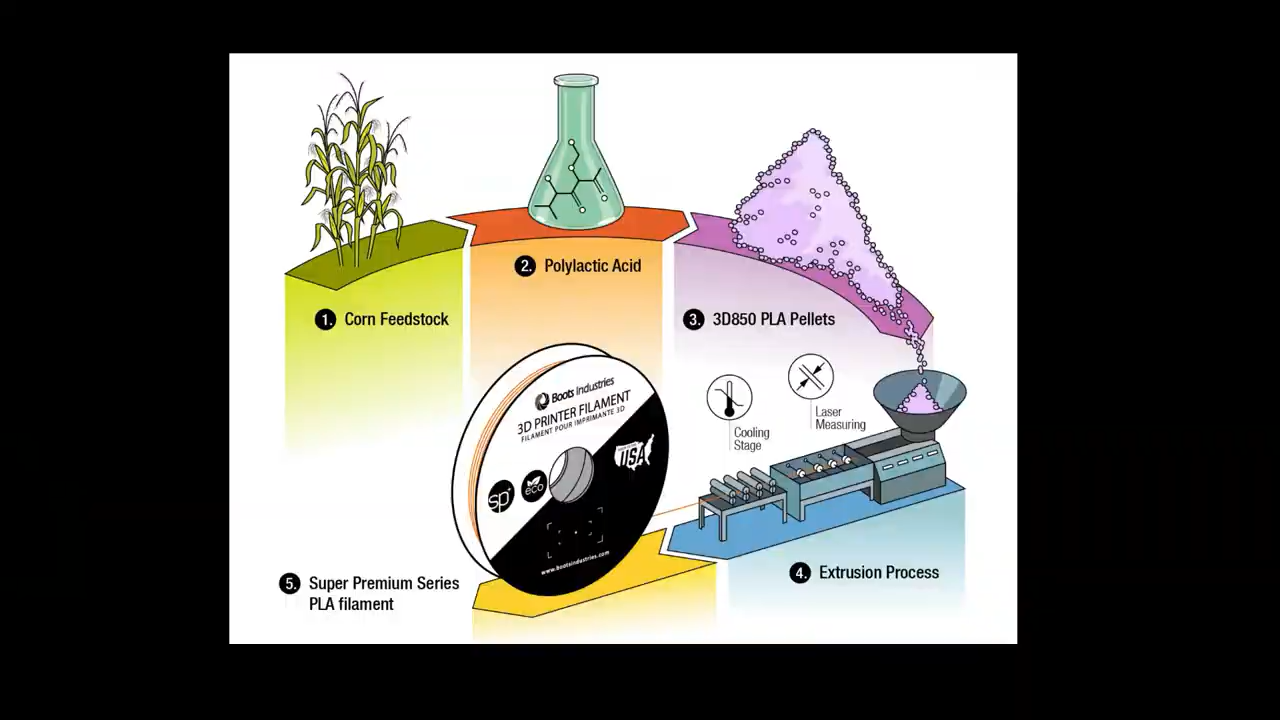 1. Corn Feedstock
2. Polylactic Acid
3. 3D850 PLA Pellets
Cooling
Stage
Laser
Measuring
4. Extrusion Process
5. Super Premium Series
PLA filament
Boots Industries
3D PRINTER FILAMENT
FILAMENT POUR IMPRIMANTE 3D
USA
sp+
eco
www.bootsindustries.com